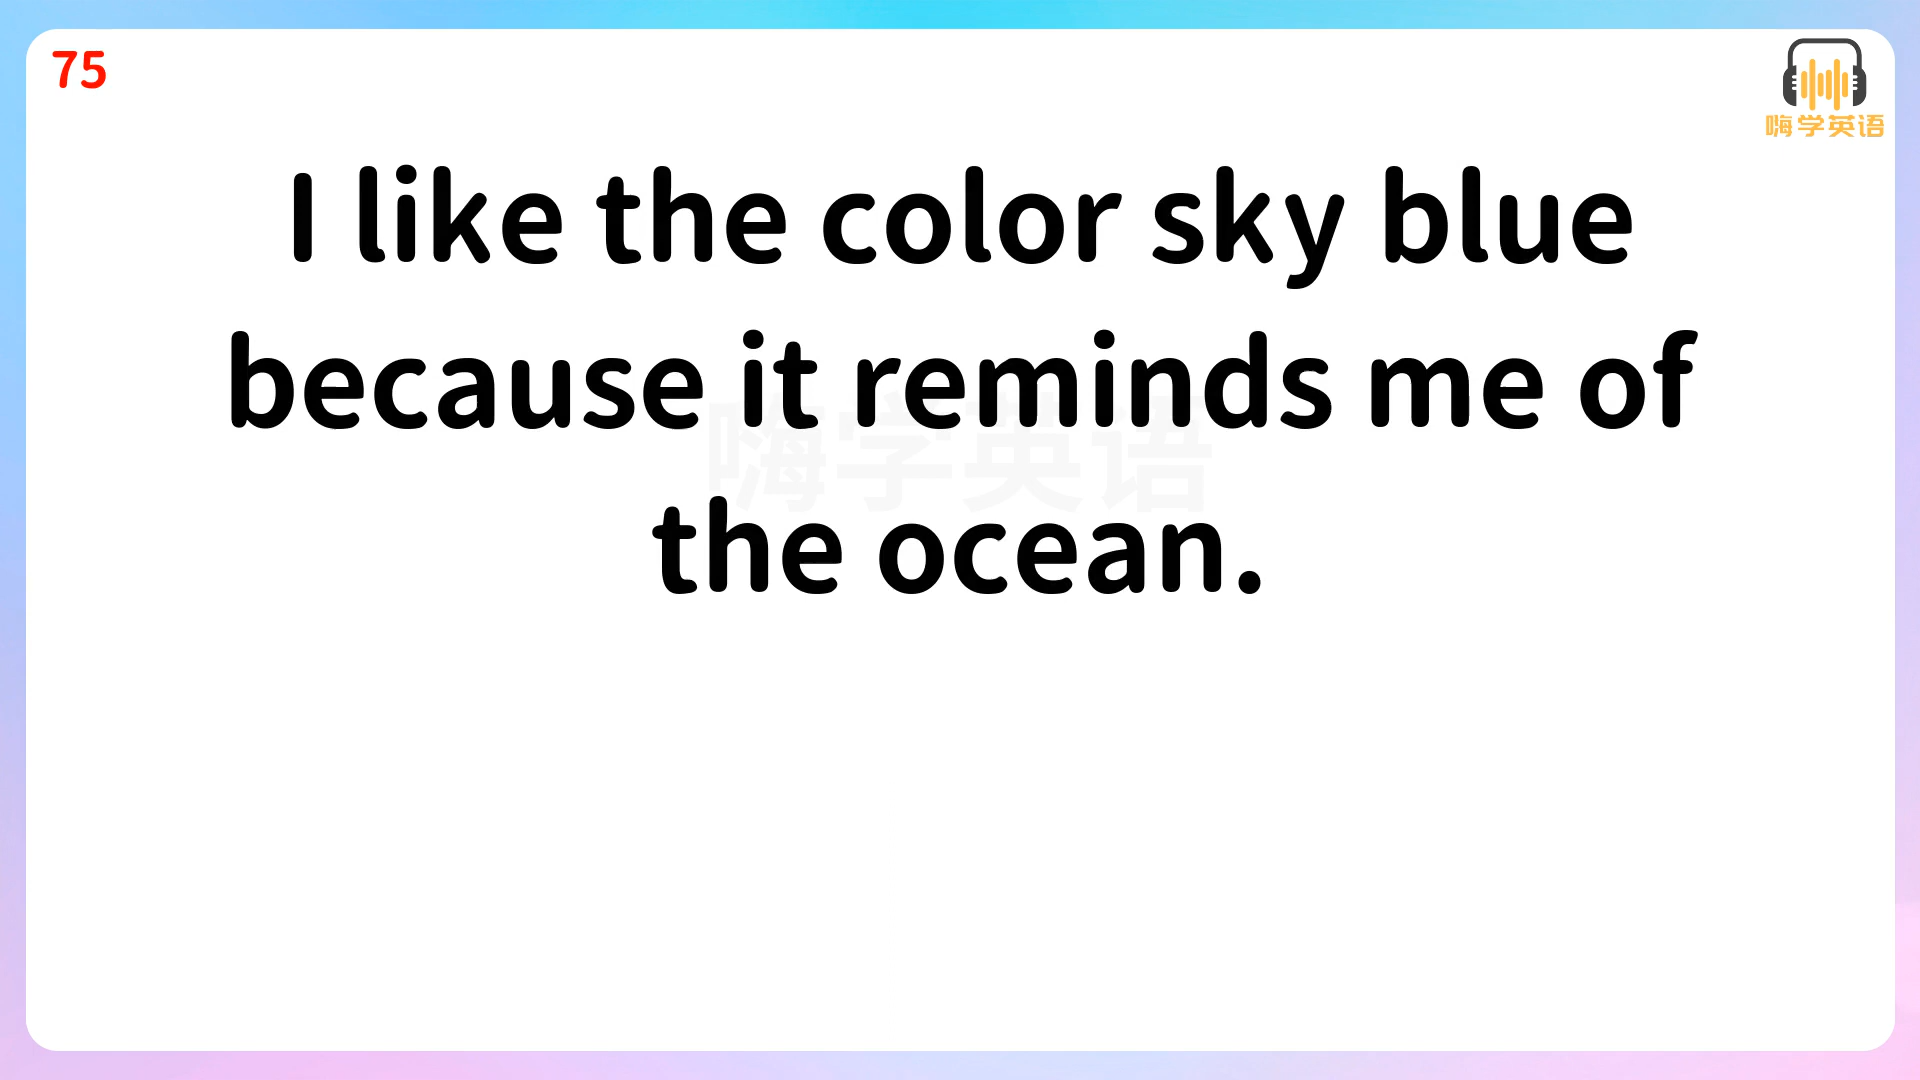 75
嗨学英语
I like the color sky blue
because it reminds me of
嗨学英语
the ocean.